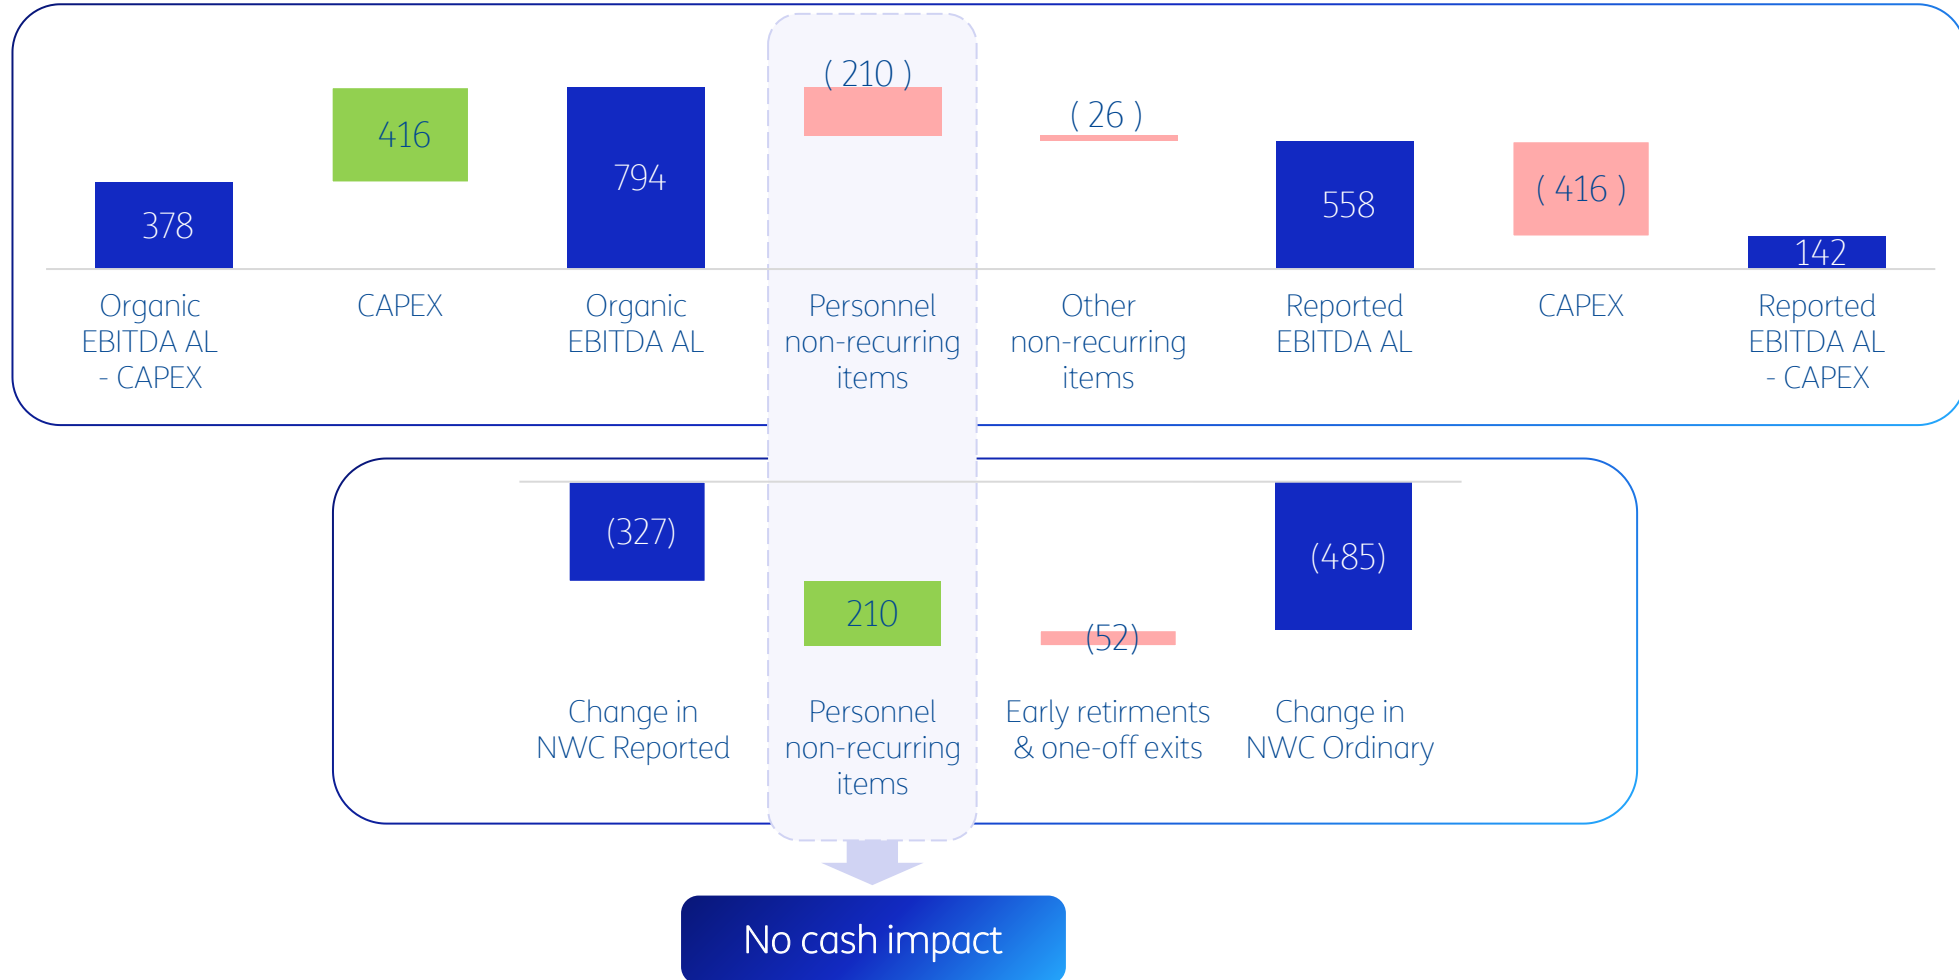 ( 210 )
( 26 )
416
794
378
558
( 416 )
142
Organic
EBITDA AL
- CAPEX
CAPEX
Organic
EBITDA AL
Personnel
non-recurring
items
Other
non-recurring
items
Reported
EBITDA AL
CAPEX
Reported
EBITDA AL
- CAPEX
(327)
210
(52)
(485)
Change in
NWC Reported
Personnel
non-recurring
items
Early retirments
& one-off exits
Change in
NWC Ordinary
No cash impact